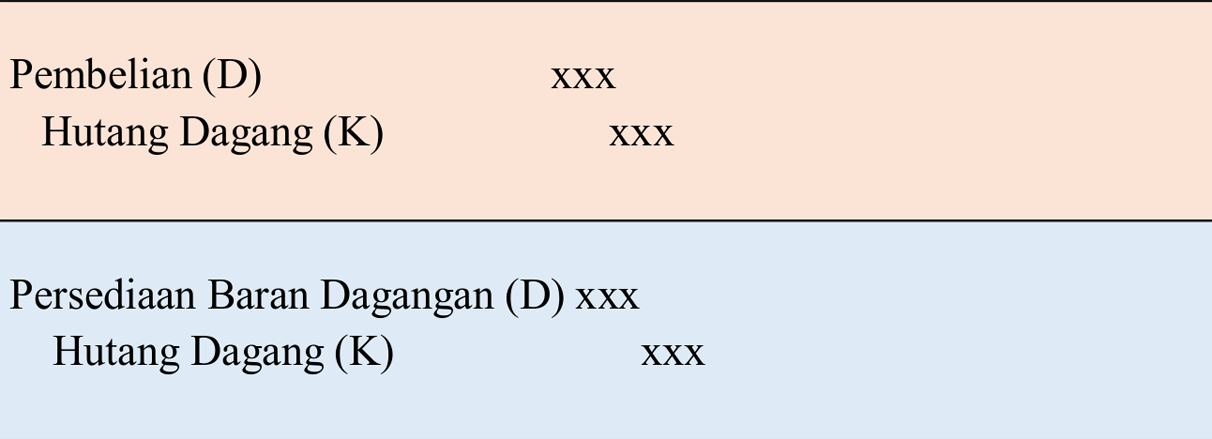 Pembelian (D) xxx
Hutang Dagang (K) xxx
Persediaan Baran Dagangan (D) xxx
Hutang Dagang (K) xxx